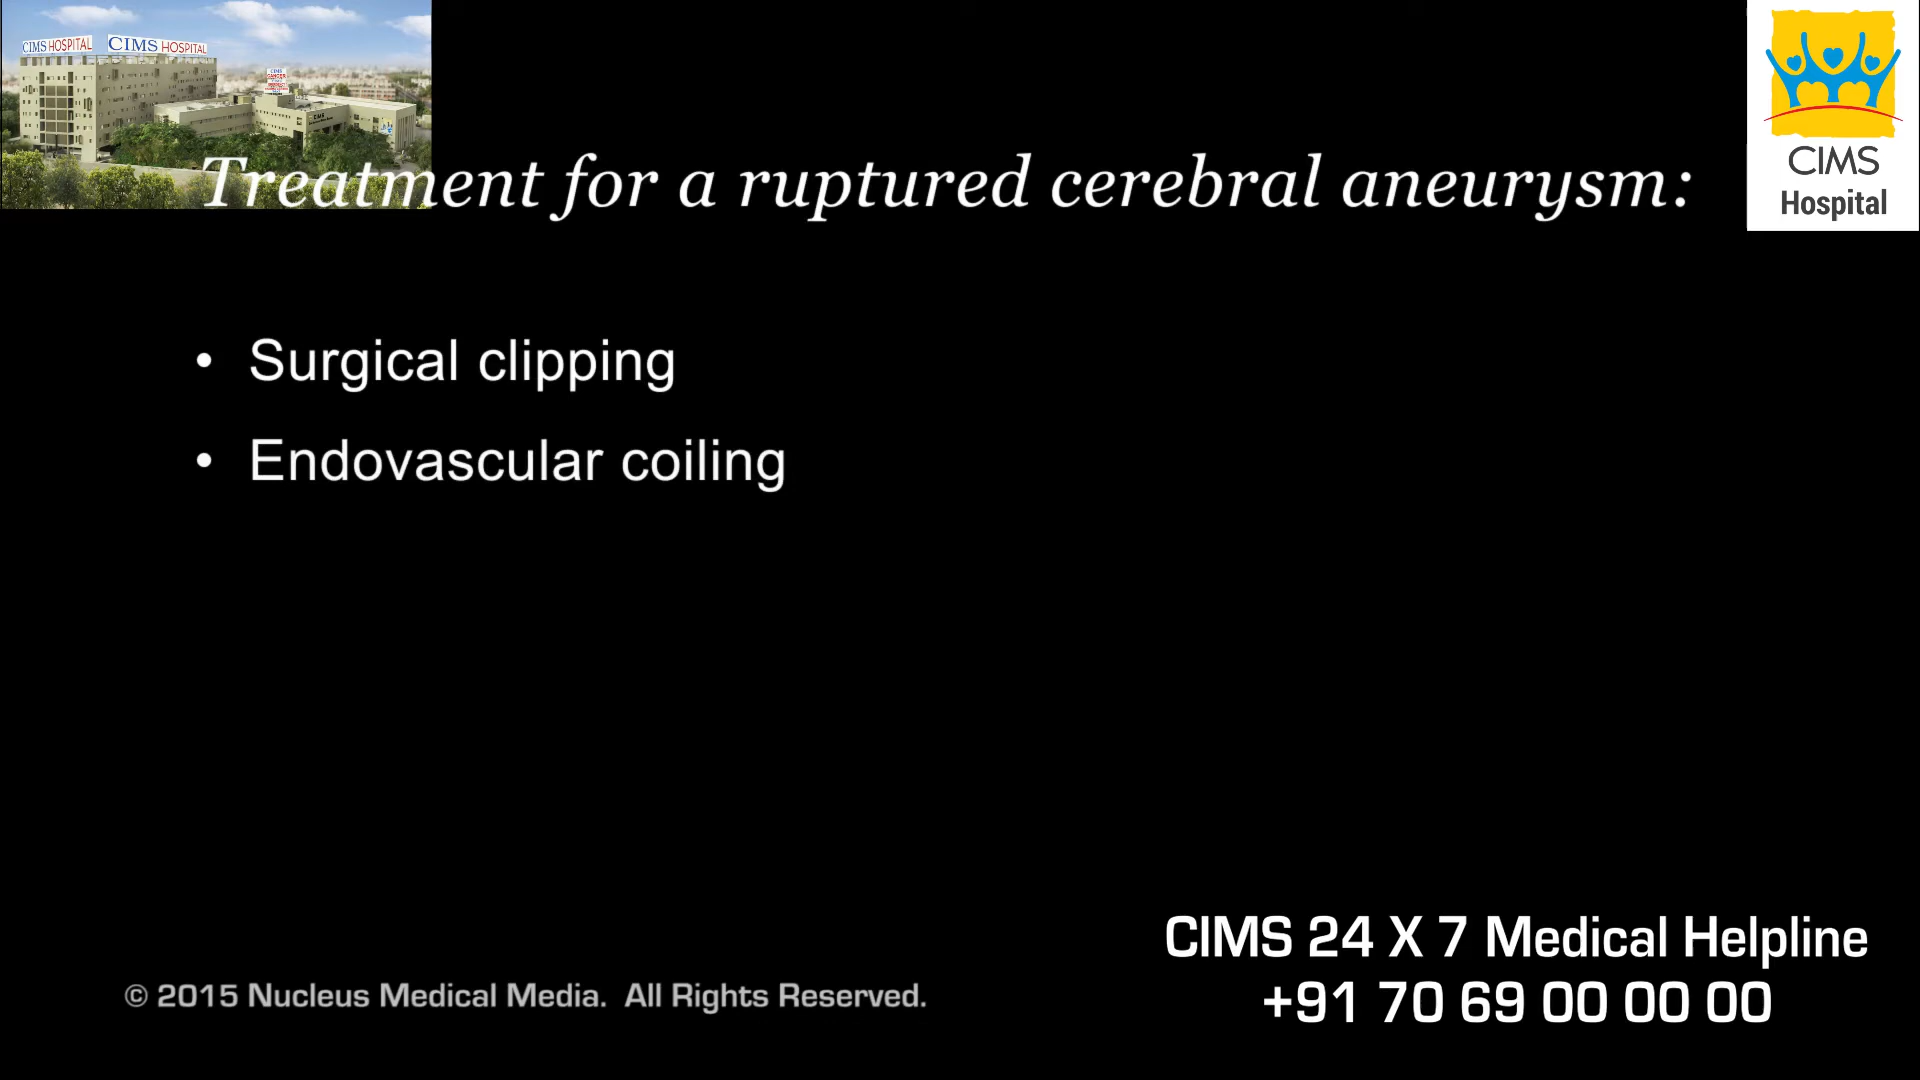 CIMS HOSPITAL CIMS HOSPITAL
CIMS
Hospital
Treatment for a ruptured cerebral aneurysm:
• Surgical clipping
• Endovascular coiling
CIMS 24 X 7 Medical Helpline
+91 70 69 00 00 00
© 2015 Nucleus Medical Media. All Rights Reserved.